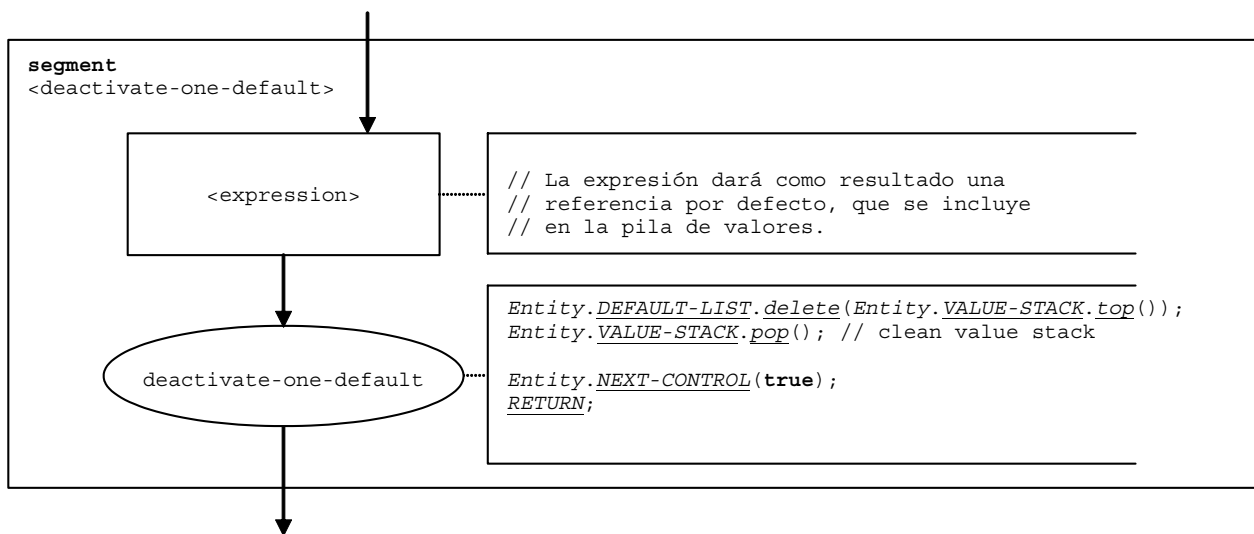 segment
<deactivate-one-default>
<expression>
// La expresión dará como resultado una
// referencia por defecto, que se incluye
// en la pila de valores.
deactivate-one-default
Entity.DEFAULT-LIST.delete(Entity.VALUE-STACK.top());
Entity.VALUE-STACK.pop(); // clean value stack
Entity.NEXT-CONTROL(true);
RETURN;